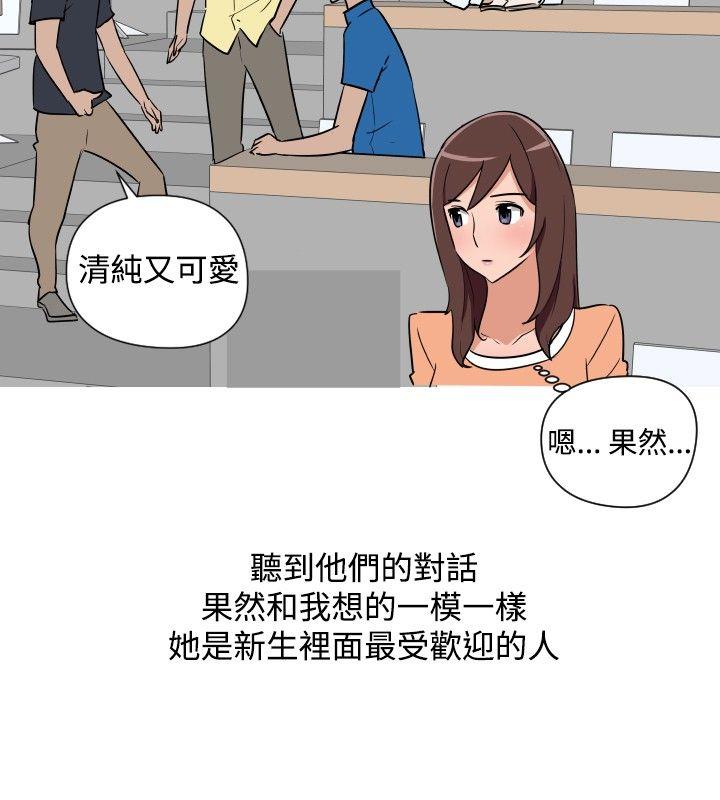 清純又可愛
嗯... 果然...
聽到他們的對話
果然和我想的一模一樣
她是新生裡面最受歡迎的人